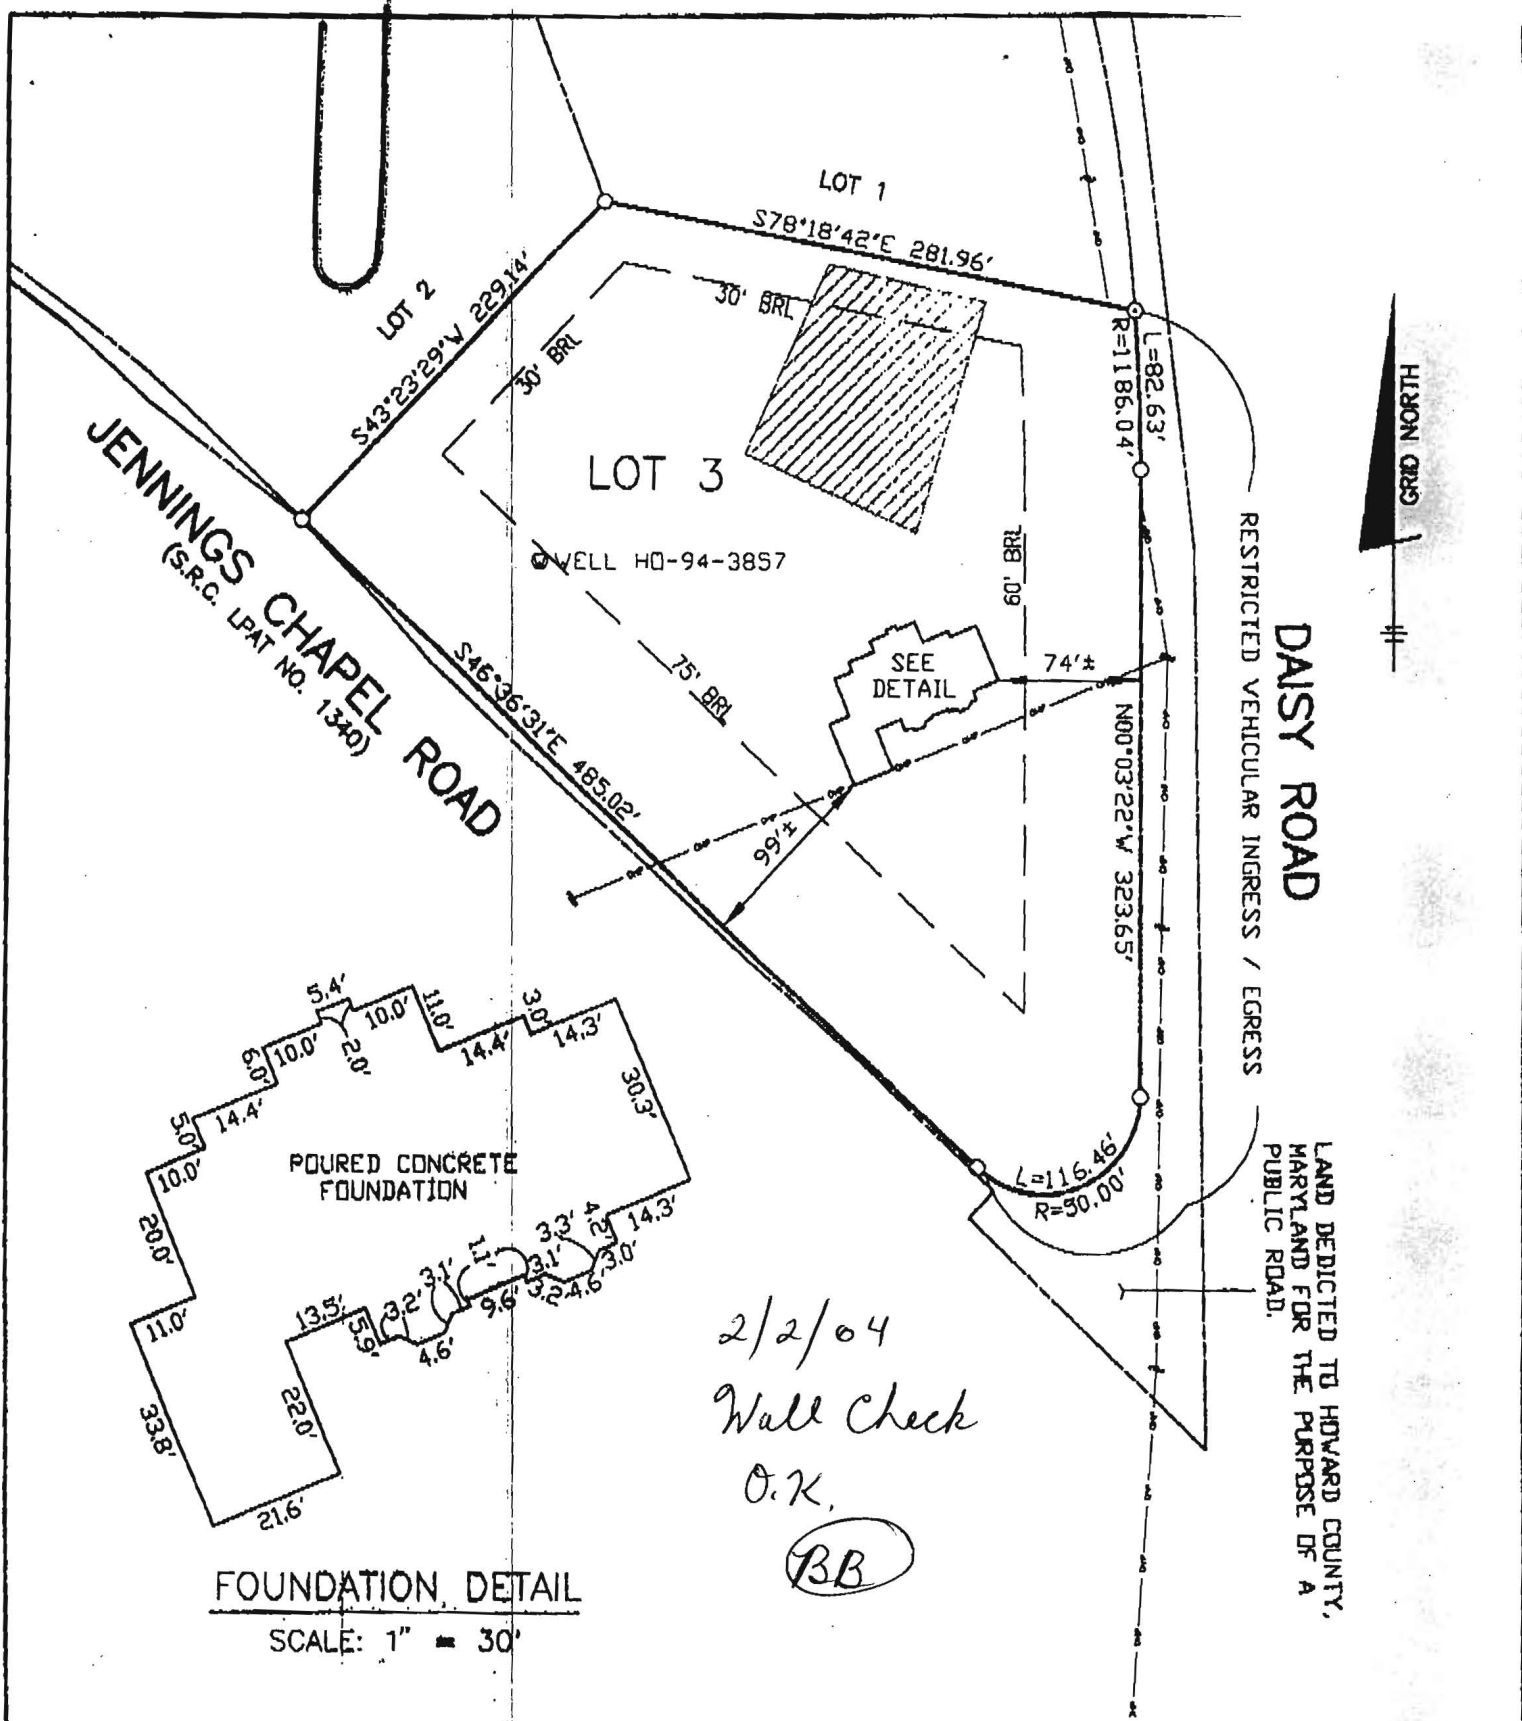 LOT 1
S78°18'42"E 281.96'
LOT 2
S43°23'29"W 229.14'
30' BRL
30' BRL
L=82.63'
R=1186.04'
GRID NORTH
LOT 3
WELL HO-94-3857
60' BRL
75' BRL
JENNINGS CHAPEL ROAD
(S.R.C. LPAT NO. 1340)
S46°36'31"E 485.02'
SEE
DETAIL
74'±
99'±
N00°03'22"W 323.65'
DAISY ROAD
RESTRICTED VEHICULAR INGRESS / EGRESS
L=116.46'
R=50.00'
LAND DEDICTED TO HOWARD COUNTY,
MARYLAND FOR THE PURPOSE OF A
PUBLIC ROAD.
5.4'
10.0'
11.0'
3.0'
14.4'
14.3'
2.0'
10.0'
6.0'
14.4'
5.0'
10.0'
30.3'
POURED CONCRETE
FOUNDATION
20.0'
11.0'
14.3'
4.2'
3.3'
3.0'
1.1'
3.1'
3.1'
4.6'
3.2'
9.6'
3.2'
4.6'
13.5'
5.9'
22.0'
33.8'
21.6'
FOUNDATION DETAIL
SCALE: 1" = 30'
2/2/04
Wall Check
O.K.
BB